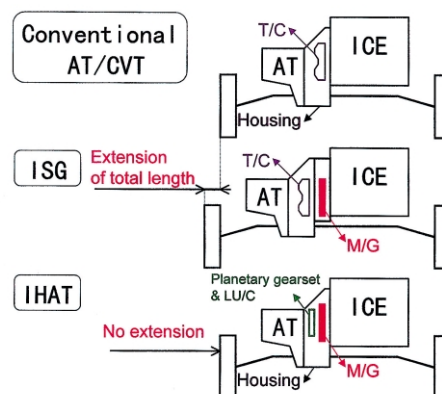 Conventional
AT/CVT
T/C
ICE
AT
Housing
ISG
Extension
of total length
T/C
ICE
AT
M/G
IHAT
Planetary gearset
& LU/C
ICE
No extension
AT
M/G
Housing